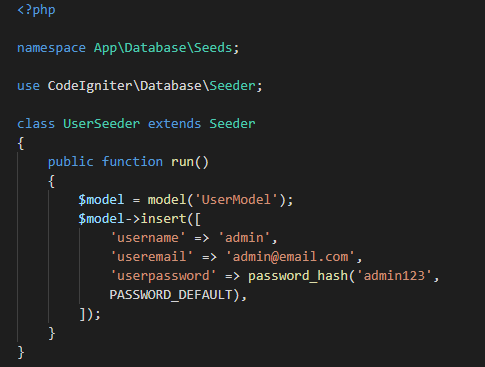 <?php
namespace App\Database\Seeds;
use CodeIgniter\Database\Seeder;
class UserSeeder extends Seeder
{
    public function run()
    {
        $model = model('UserModel');
        $model->insert([
            'username' => 'admin',
            'useremail' => 'admin@email.com',
            'userpassword' => password_hash('admin123',
            PASSWORD_DEFAULT),
        ]);
    }
}